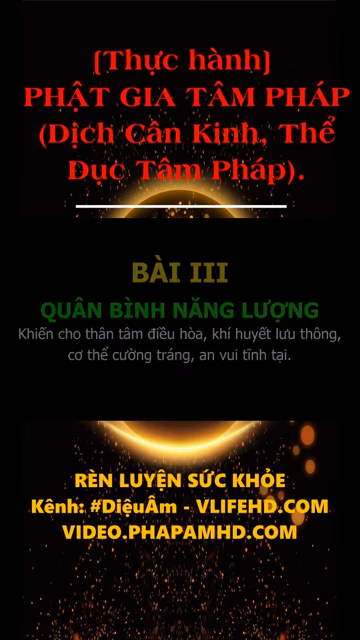 [Thực hành]
PHẬT GIA TÂM PHÁP
(Dịch Cân Kinh, Thể
Dục Tâm Pháp).
BÀI III
QUÂN BÌNH NĂNG LƯỢNG
Khiến cho thân tâm điều hòa, khí huyết lưu thông,
cơ thể cường tráng, an vui tĩnh tại.
RÈN LUYỆN SỨC KHỎE
Kênh: #DiệuÂm - VLIFEHD.COM
VIDEO.PHAPAMHD.COM